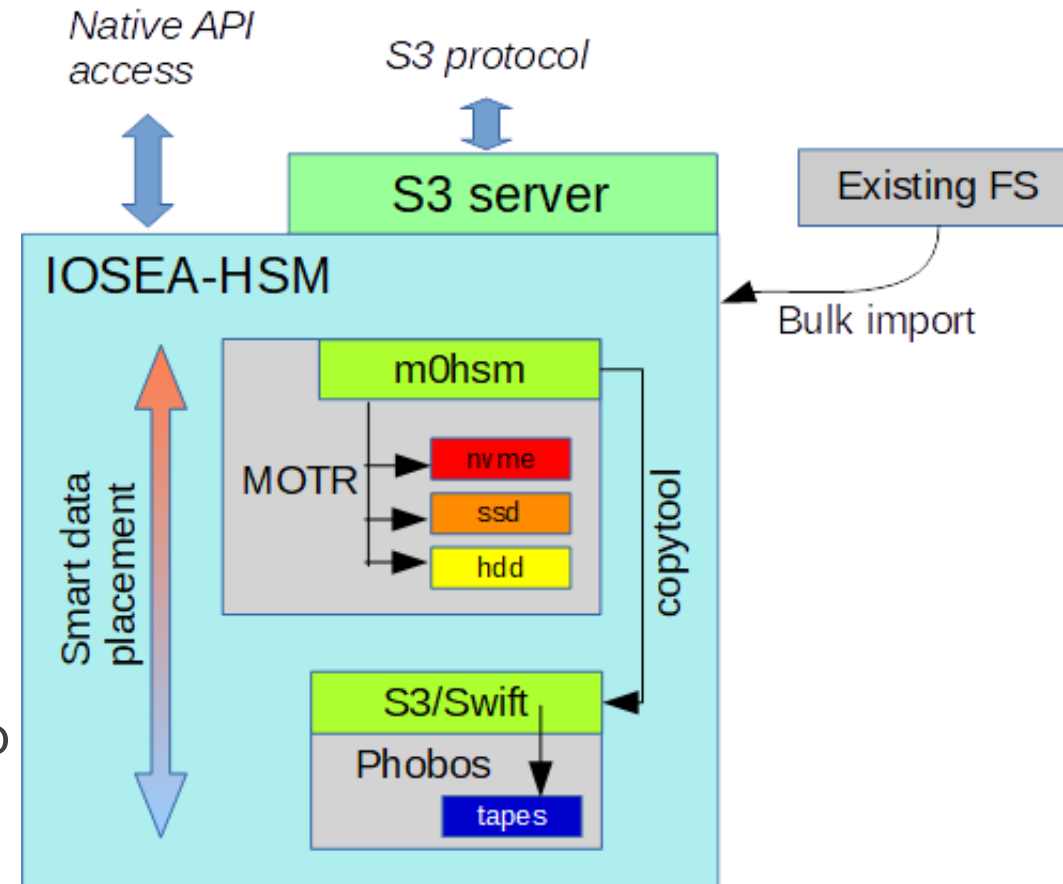 Native API
access
S3 protocol
S3 server
Existing FS
IOSEA-HSM
Bulk import
m0hsm
MOTR
nvme
ssd
hdd
copytool
Smart data
placement
S3/Swift
Phobos
tapes